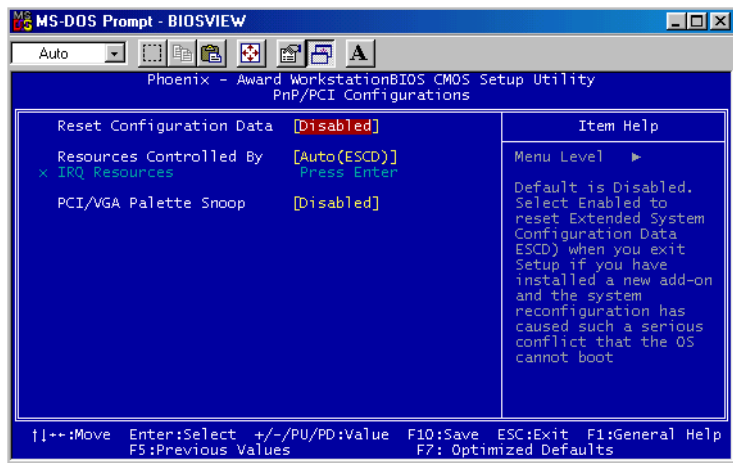 MS-DOS Prompt - BIOSVIEW
Auto
A
Phoenix - Award WorkstationBIOS CMOS Setup Utility
PnP/PCI Configurations
Reset Configuration Data [Disabled]
Resources Controlled By [Auto(ESCD)]
x IRQ Resources Press Enter
PCI/VGA Palette Snoop [Disabled]
Item Help
Menu Level ►
Default is Disabled.
Select Enabled to
reset Extended System
Configuration Data
ESCD) when you exit
Setup if you have
installed a new add-on
and the system
reconfiguration has
caused such a serious
conflict that the OS
cannot boot
↑↓←→:Move Enter:Select +/-/PU/PD:Value F10:Save ESC:Exit F1:General Help
F5:Previous Values F7: Optimized Defaults